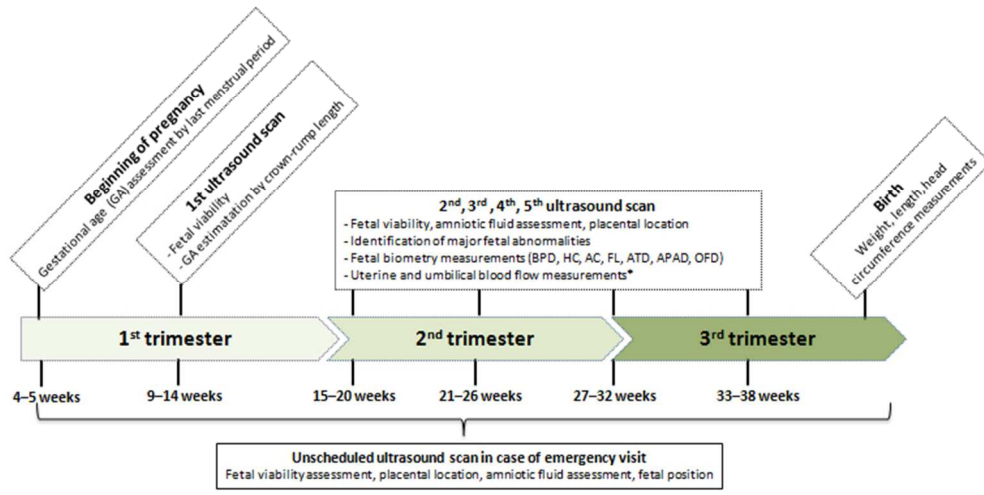 Beginning of pregnancy
Gestational age (GA) assessment by last menstrual period
1st ultrasound scan
- Fetal viability
- GA estimatation by crown-rump length
2nd, 3rd, 4th, 5th ultrasound scan
- Fetal viability, amniotic fluid assessment, placental location
- Identification of major fetal abnormalities
- Fetal biometry measurements (BPD, HC, AC, FL, ATD, APAD, OFD)
- Uterine and umbilical blood flow measurements*
Birth
Weight, length, head
circumference measurements
1st trimester
2nd trimester
3rd trimester
4–5 weeks
9–14 weeks
15–20 weeks
21–26 weeks
27–32 weeks
33–38 weeks
Unscheduled ultrasound scan in case of emergency visit
Fetal viability assessment, placental location, amniotic fluid assessment, fetal position